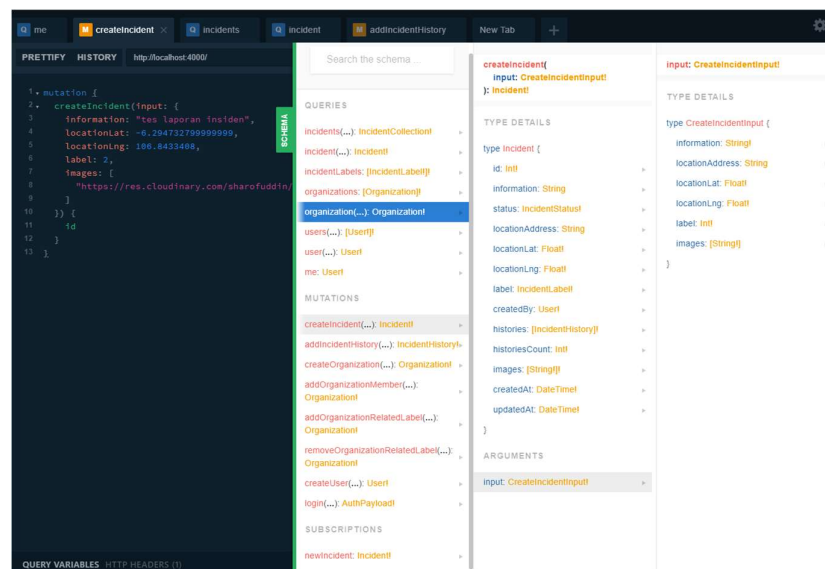 Q me
M createIncident ×
Q incidents
Q incident
M addIncidentHistory
New Tab
+
PRETTIFY HISTORY http://localhost:4000/
1 mutation {
2 createIncident(input: {
3 information: "tes laporan insiden",
4 locationLat: -6.294732799999999,
5 locationLng: 106.8433408,
6 label: 2,
7 images: [
8 "https://res.cloudinary.com/sharofuddin/
9 ]
10 }) {
11 id
12 }
13 }
QUERY VARIABLES HTTP HEADERS (1)
SCHEMA
Search the schema ...
QUERIES
incidents(...): IncidentCollection!
incident(...): Incident!
incidentLabels: [IncidentLabel!]!
organizations: [Organization]!
organization(...): Organization!
users(...): [User!]!
user(...): User!
me: User!
MUTATIONS
createIncident(...): Incident!
addIncidentHistory(...): IncidentHistory!
createOrganization(...): Organization!
addOrganizationMember(...):
Organization!
addOrganizationRelatedLabel(...):
Organization!
removeOrganizationRelatedLabel(...):
Organization!
createUser(...): User!
login(...): AuthPayload!
SUBSCRIPTIONS
newIncident: Incident!
createIncident(
input: CreateIncidentInput!
): Incident!
TYPE DETAILS
type Incident {
id: Int!
information: String
status: IncidentStatus!
locationAddress: String
locationLat: Float!
locationLng: Float!
label: IncidentLabel!
createdBy: User!
histories: [IncidentHistory]!
historiesCount: Int!
images: [String!]!
createdAt: DateTime!
updatedAt: DateTime!
}
ARGUMENTS
input: CreateIncidentInput!
input: CreateIncidentInput!
TYPE DETAILS
type CreateIncidentInput {
information: String!
locationAddress: String
locationLat: Float!
locationLng: Float!
label: Int!
images: [String!]
}